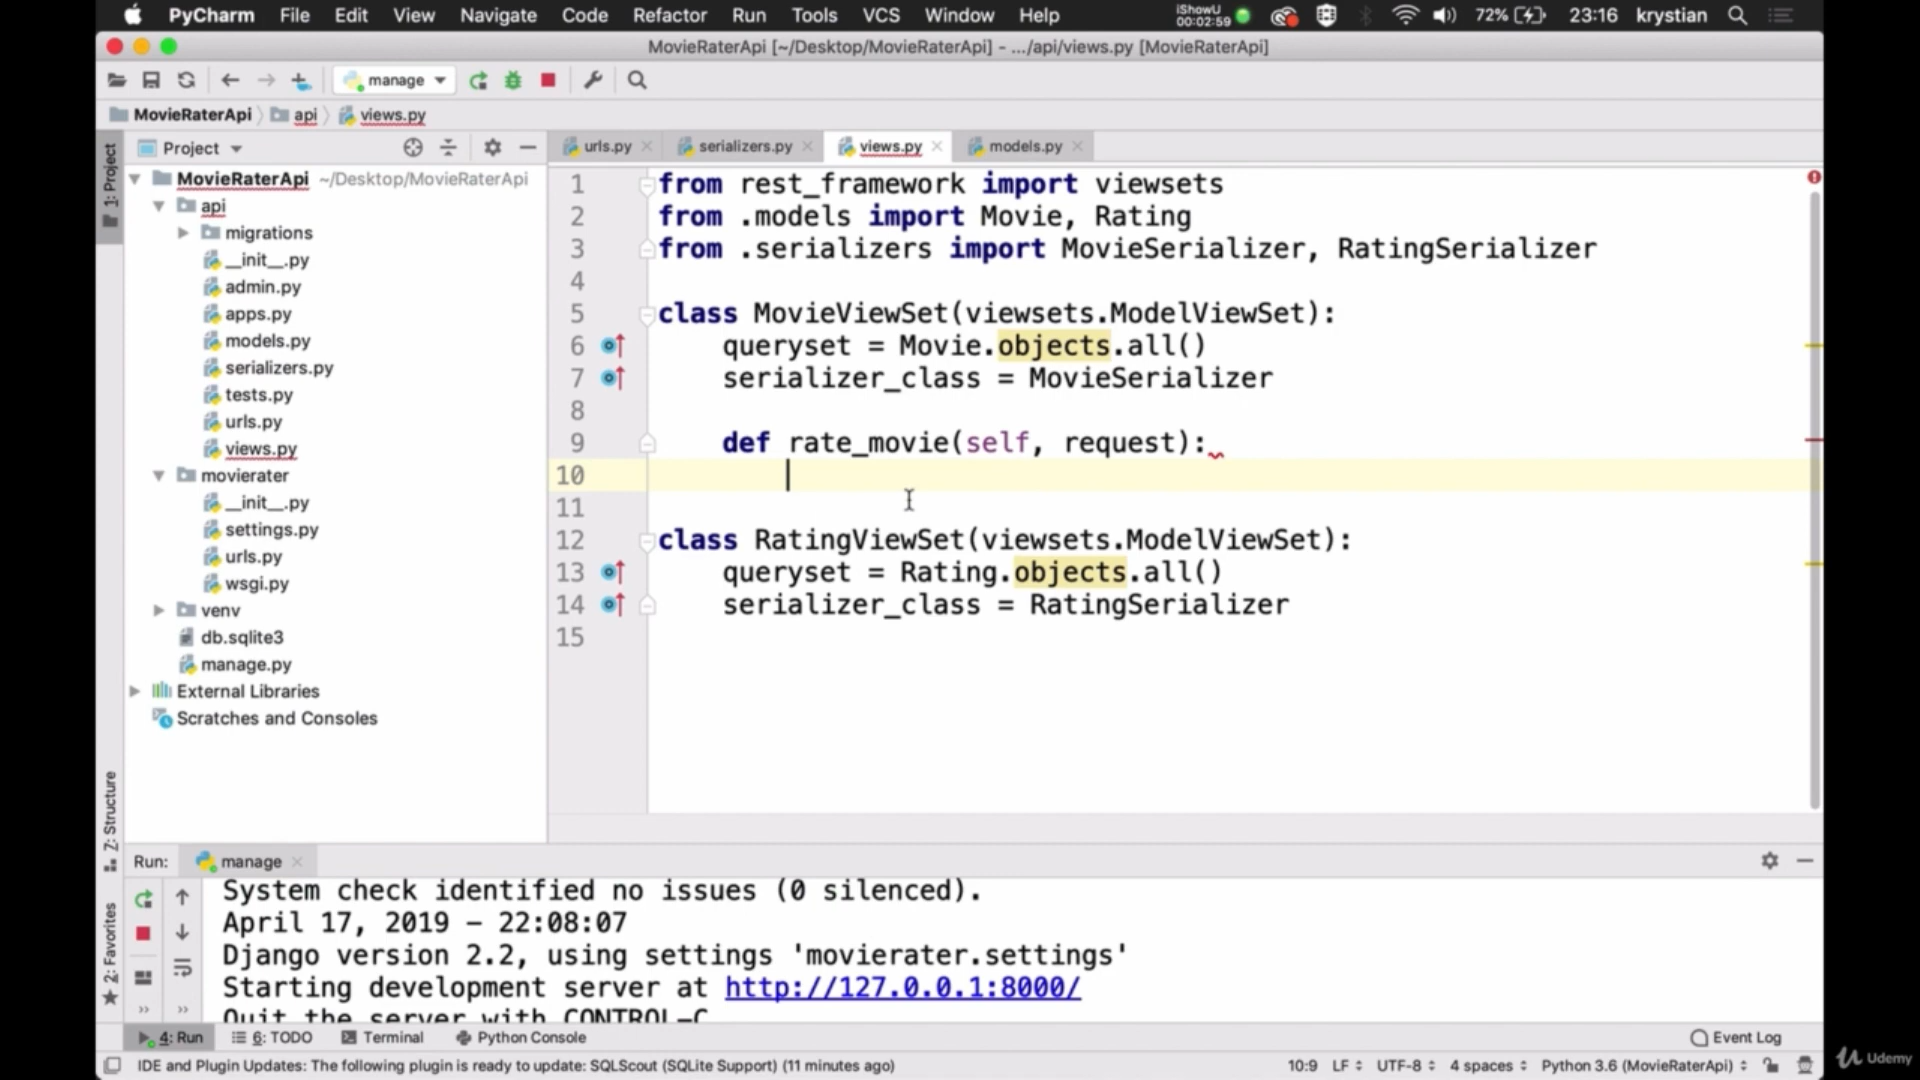 PyCharm File Edit View Navigate Code Refactor Run Tools VCS Window Help iShowU 00:02:59 72% 23:16 krystian
MovieRaterApi [~/Desktop/MovieRaterApi] - .../api/views.py [MovieRaterApi]
manage
MovieRaterApi api views.py
1: Project
Project
urls.py serializers.py views.py models.py
MovieRaterApi ~/Desktop/MovieRaterApi
api
migrations
__init__.py
admin.py
apps.py
models.py
serializers.py
tests.py
urls.py
views.py
movierater
__init__.py
settings.py
urls.py
wsgi.py
venv
db.sqlite3
manage.py
External Libraries
Scratches and Consoles
1 from rest_framework import viewsets
2 from .models import Movie, Rating
3 from .serializers import MovieSerializer, RatingSerializer
4
5 class MovieViewSet(viewsets.ModelViewSet):
6 queryset = Movie.objects.all()
7 serializer_class = MovieSerializer
8
9 def rate_movie(self, request):
10
11
12 class RatingViewSet(viewsets.ModelViewSet):
13 queryset = Rating.objects.all()
14 serializer_class = RatingSerializer
15
Z: Structure
2: Favorites
Run: manage
System check identified no issues (0 silenced).
April 17, 2019 - 22:08:07
Django version 2.2, using settings 'movierater.settings'
Starting development server at http://127.0.0.1:8000/
Quit the server with CONTROL-C
4: Run 6: TODO Terminal Python Console Event Log
IDE and Plugin Updates: The following plugin is ready to update: SQLScout (SQLite Support) (11 minutes ago) 10:9 LF UTF-8 4 spaces Python 3.6 (MovieRaterApi)
Udemy